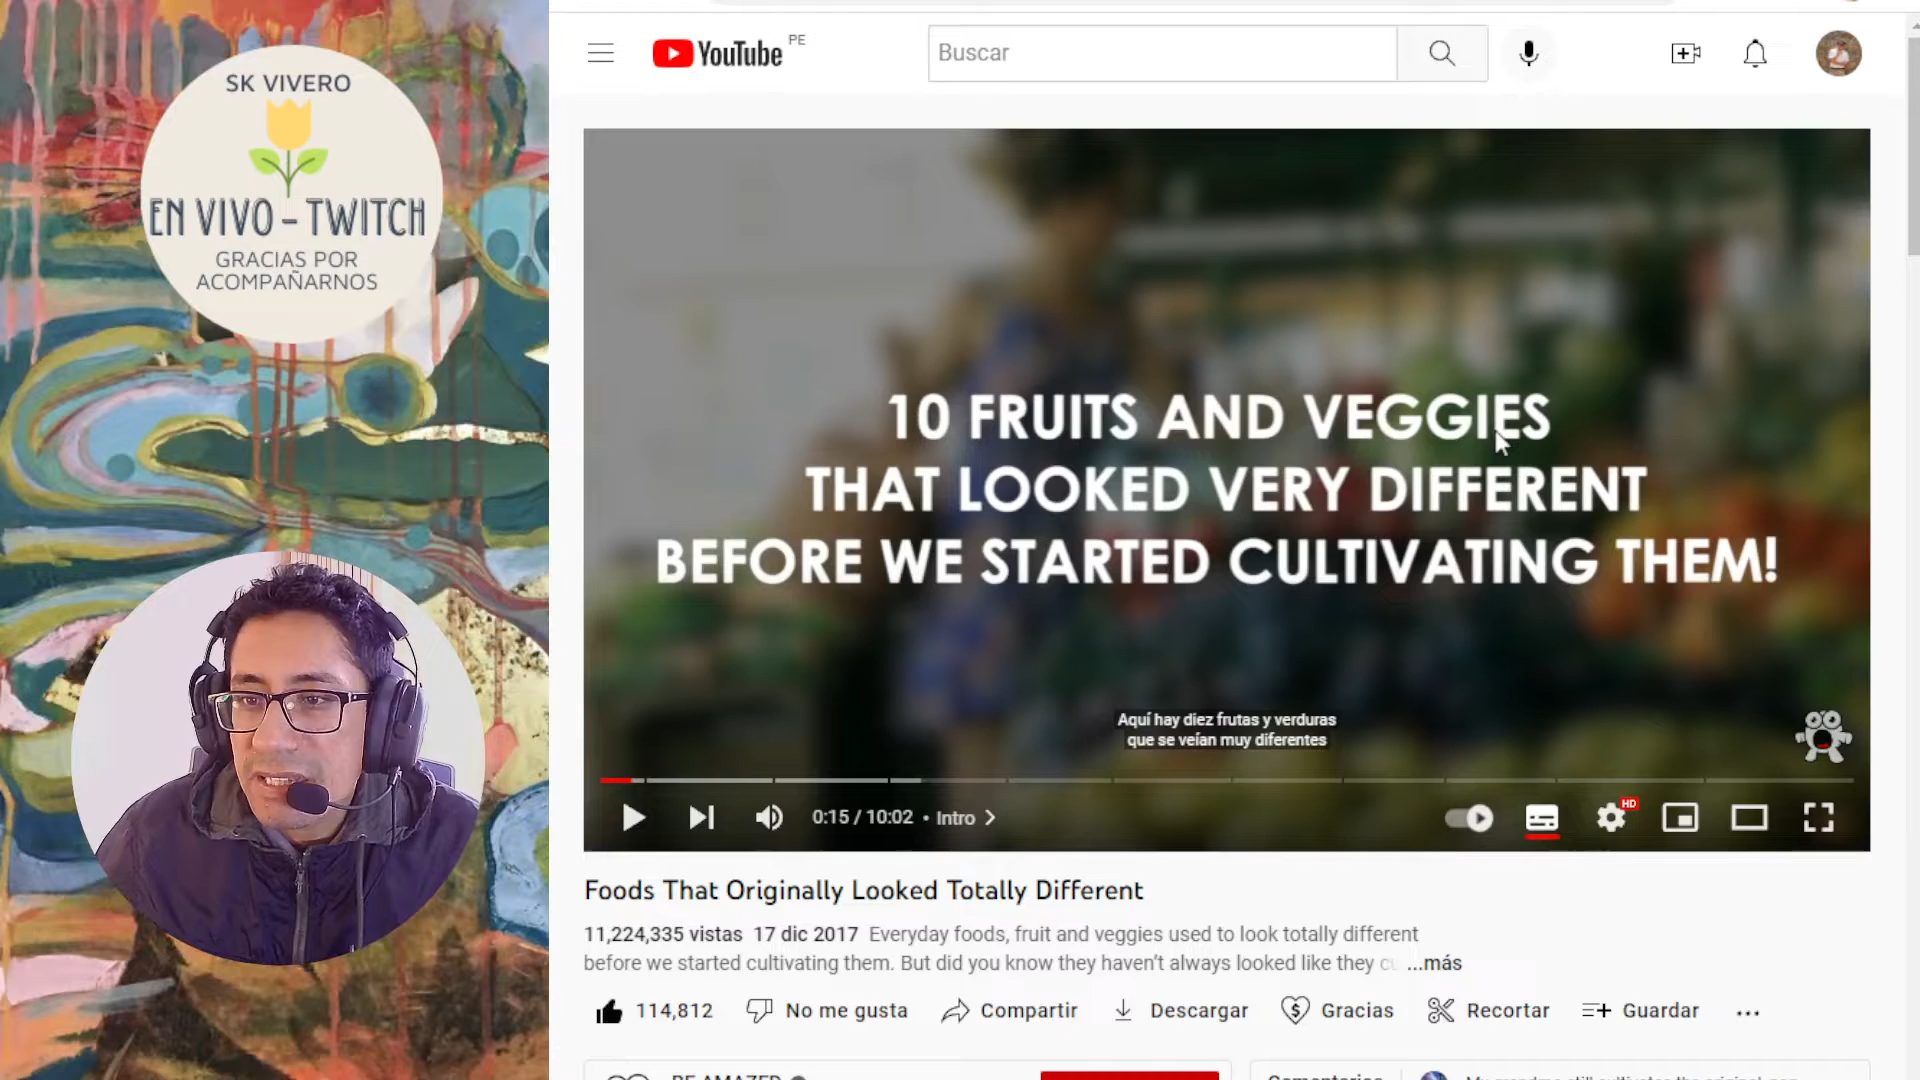 SK VIVERO
EN VIVO - TWITCH
GRACIAS POR
ACOMPAÑARNOS
YouTube PE
Buscar
10 FRUITS AND VEGGIES
THAT LOOKED VERY DIFFERENT
BEFORE WE STARTED CULTIVATING THEM!
Aquí hay diez frutas y verduras
que se veían muy diferentes
0:15 / 10:02 • Intro
HD
Foods That Originally Looked Totally Different
11,224,335 vistas 17 dic 2017 Everyday foods, fruit and veggies used to look totally different
before we started cultivating them. But did you know they haven't always looked like they ...más
114,812 No me gusta Compartir Descargar Gracias Recortar Guardar
BE AMAZED
Comentarios